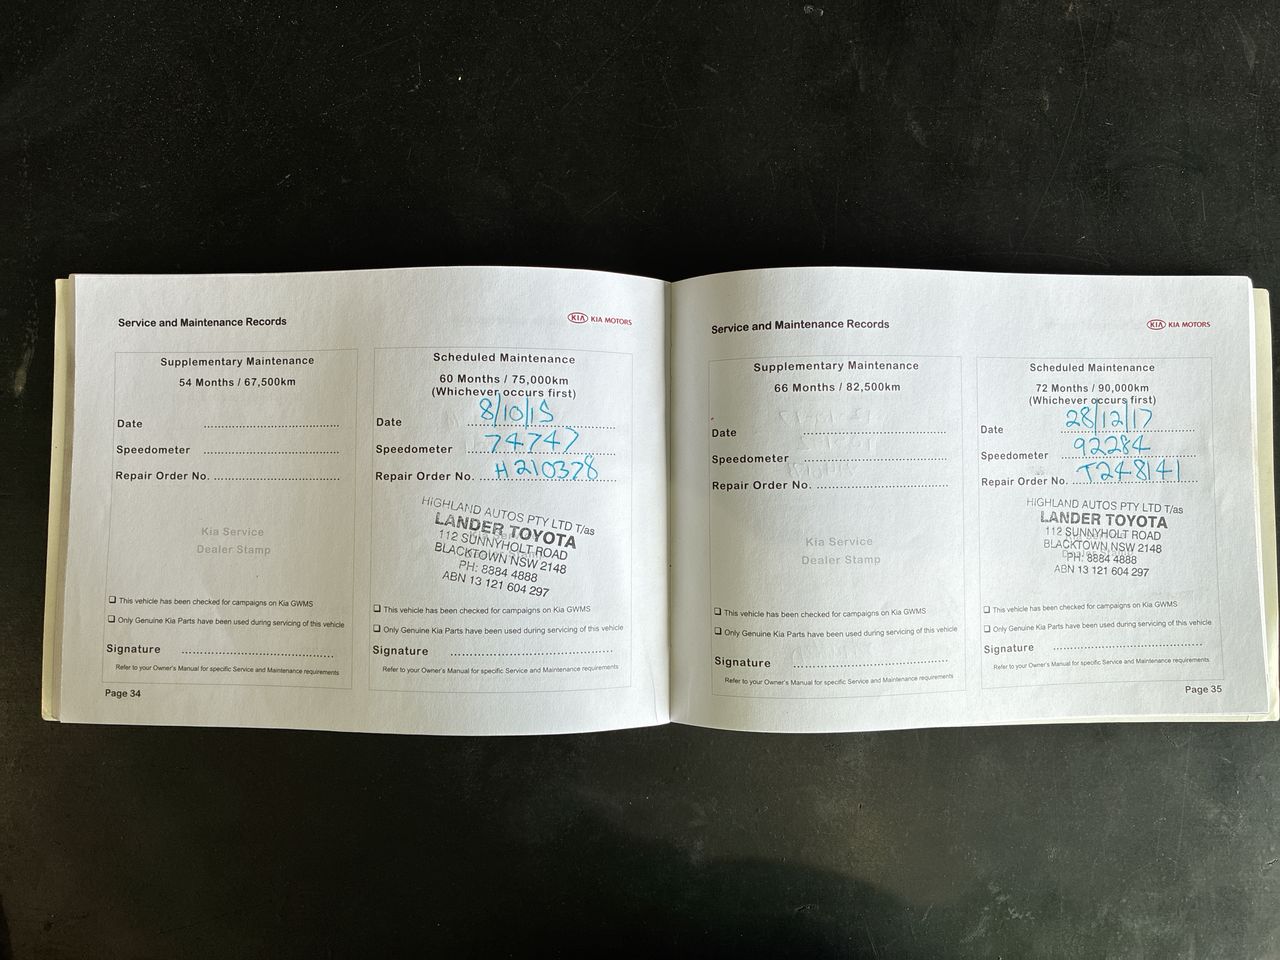 Service and Maintenance Records
KIA KIA MOTORS
Supplementary Maintenance
54 Months / 67,500km
Date
Speedometer
Repair Order No.
Kia Service
Dealer Stamp
This vehicle has been checked for campaigns on Kia GWMS
Only Genuine Kia Parts have been used during servicing of this vehicle
Signature
Refer to your Owner's Manual for specific Service and Maintenance requirements
Page 34
Scheduled Maintenance
60 Months / 75,000km
(Whichever occurs first)
Date 8/10/15
Speedometer 74747
Repair Order No. H210378
HIGHLAND AUTOS PTY LTD T/as
LANDER TOYOTA
112 SUNNYHOLT ROAD
BLACKTOWN NSW 2148
PH: 8884 4888
ABN 13 121 604 297
This vehicle has been checked for campaigns on Kia GWMS
Only Genuine Kia Parts have been used during servicing of this vehicle
Signature
Refer to your Owner's Manual for specific Service and Maintenance requirements
Service and Maintenance Records
KIA KIA MOTORS
Supplementary Maintenance
66 Months / 82,500km
Date
Speedometer
Repair Order No.
Kia Service
Dealer Stamp
This vehicle has been checked for campaigns on Kia GWMS
Only Genuine Kia Parts have been used during servicing of this vehicle
Signature
Refer to your Owner's Manual for specific Service and Maintenance requirements
Scheduled Maintenance
72 Months / 90,000km
(Whichever occurs first)
Date 28/12/17
Speedometer 92284
Repair Order No. T248141
HIGHLAND AUTOS PTY LTD T/as
LANDER TOYOTA
112 SUNNYHOLT ROAD
BLACKTOWN NSW 2148
PH: 8884 4888
ABN 13 121 604 297
This vehicle has been checked for campaigns on Kia GWMS
Only Genuine Kia Parts have been used during servicing of this vehicle
Signature
Refer to your Owner's Manual for specific Service and Maintenance requirements
Page 35